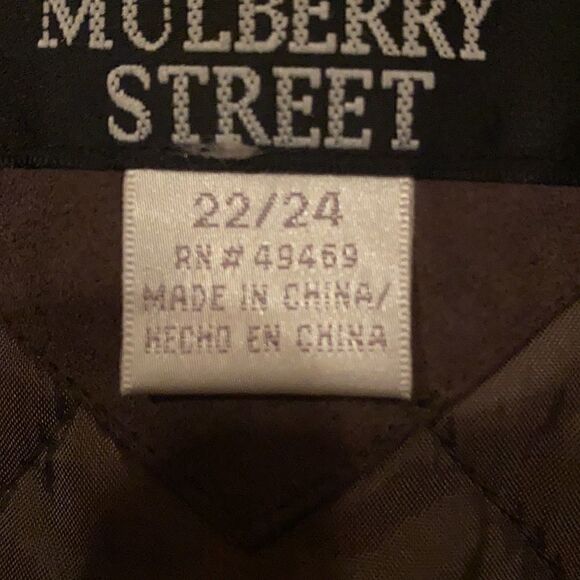 MULBERRY
STREET
22/24
RN # 49469
MADE IN CHINA/
HECHO EN CHINA